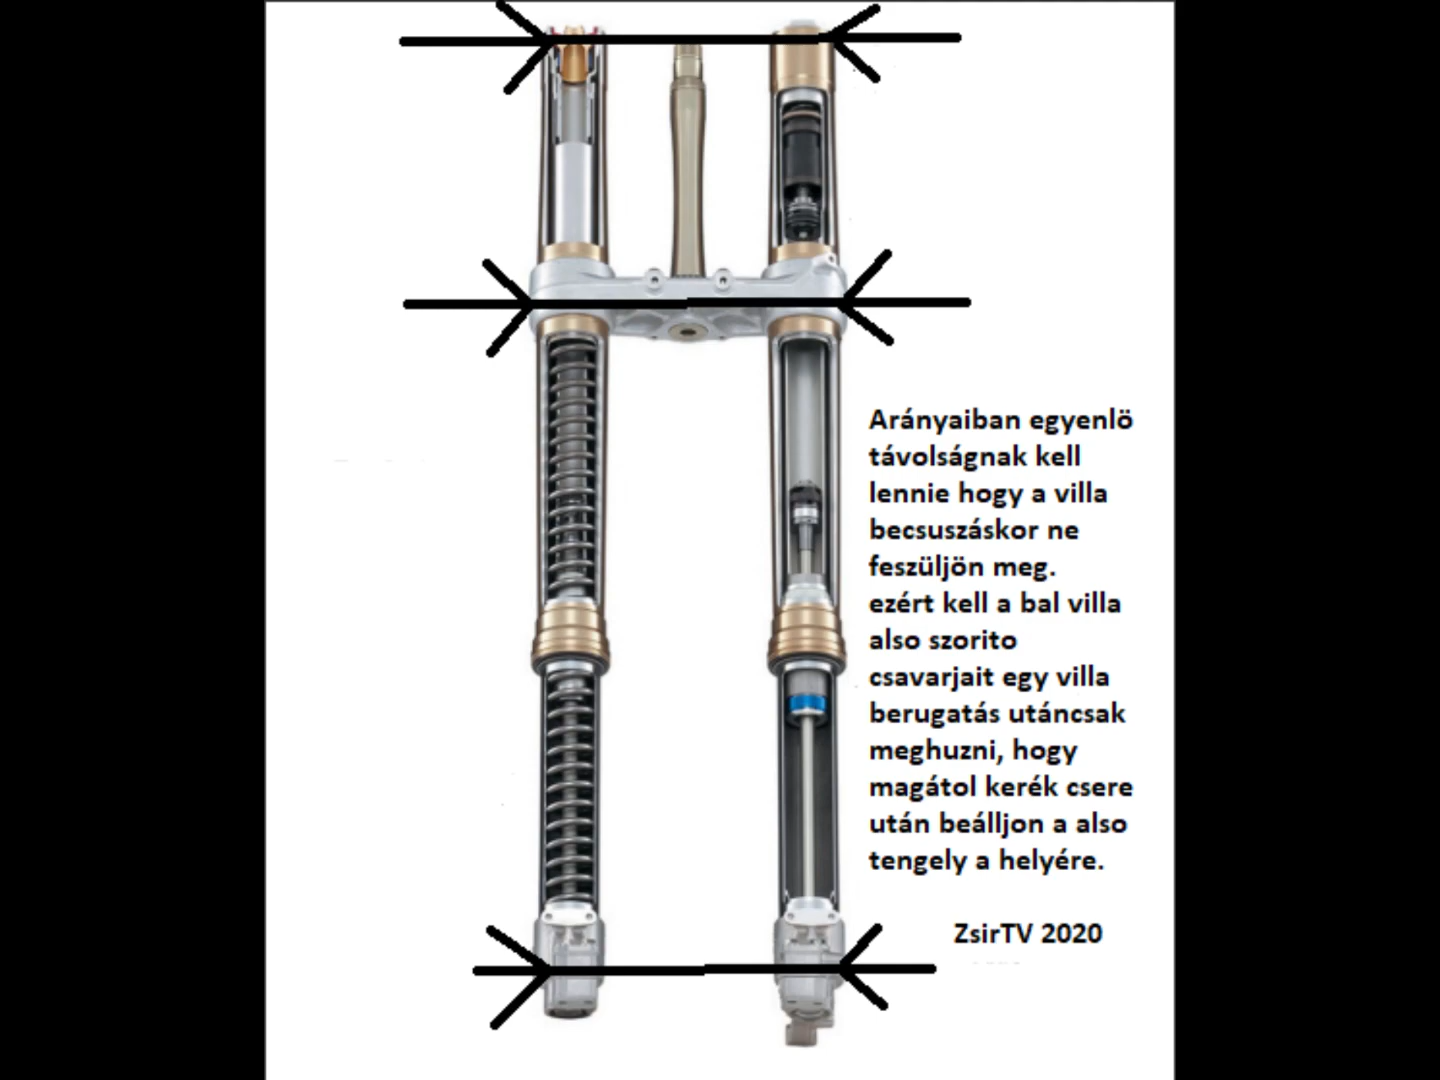 Arányaiban egyenlö
távolságnak kell
lennie hogy a villa
becsuszáskor ne
feszüljön meg.
ezért kell a bal villa
also szorito
csavarjait egy villa
berugatás utáncsak
meghuzni, hogy
magától kerék csere
után beálljon a also
tengely a helyére.
ZsirTV 2020